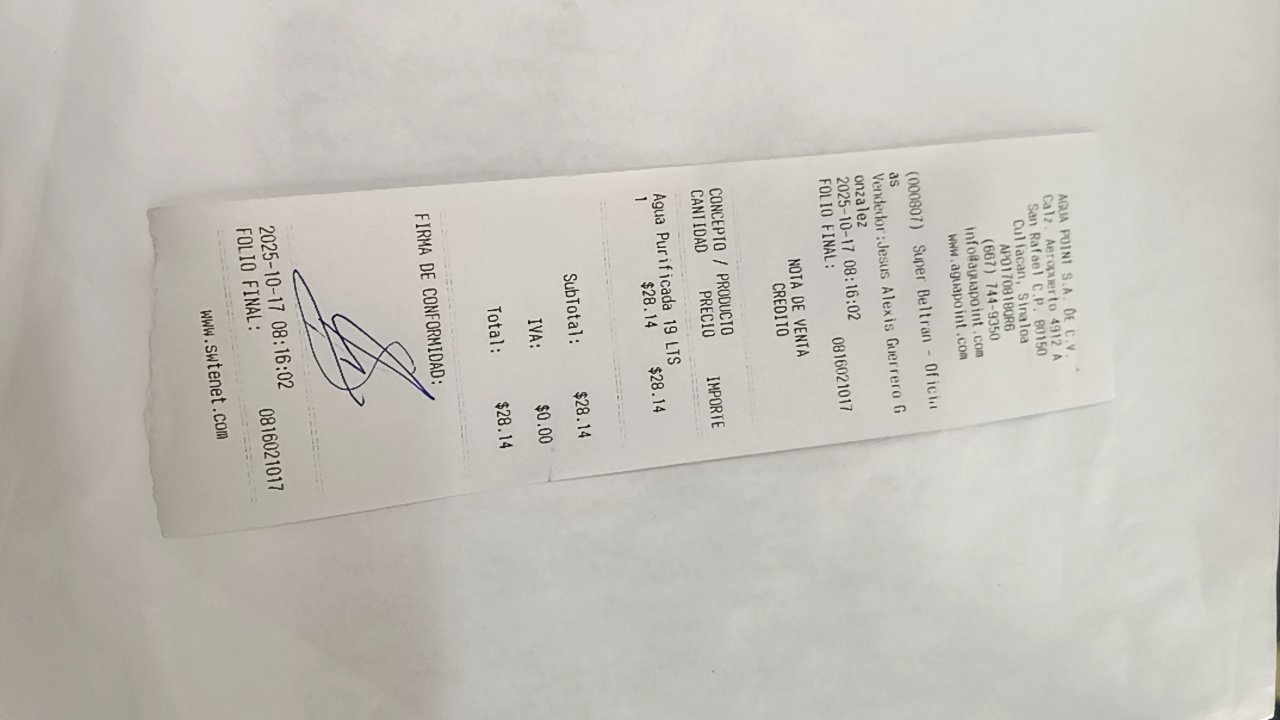 AGUA POINT S.A. DE C.V.
Calz. Aeropuerto 4912 A
San Rafael C.P. 80150
Culiacan, Sinaloa
APO170818QR6
(667) 744-9350
info@aguapoint.com
www.aguapoint.com
(000807) Super Beltran - Oficin
as
Vendedor:Jesus Alexis Guerrero G
onzalez
2025-10-17 08:16:02
FOLIO FINAL: 0816021017
NOTA DE VENTA
CREDITO
CONCEPTO / PRODUCTO
CANTIDAD PRECIO IMPORTE
Agua Purificada 19 LTS
1 $28.14 $28.14
SubTotal: $28.14
IVA: $0.00
Total: $28.14
FIRMA DE CONFORMIDAD:
2025-10-17 08:16:02
FOLIO FINAL: 0816021017
www.swtenet.com